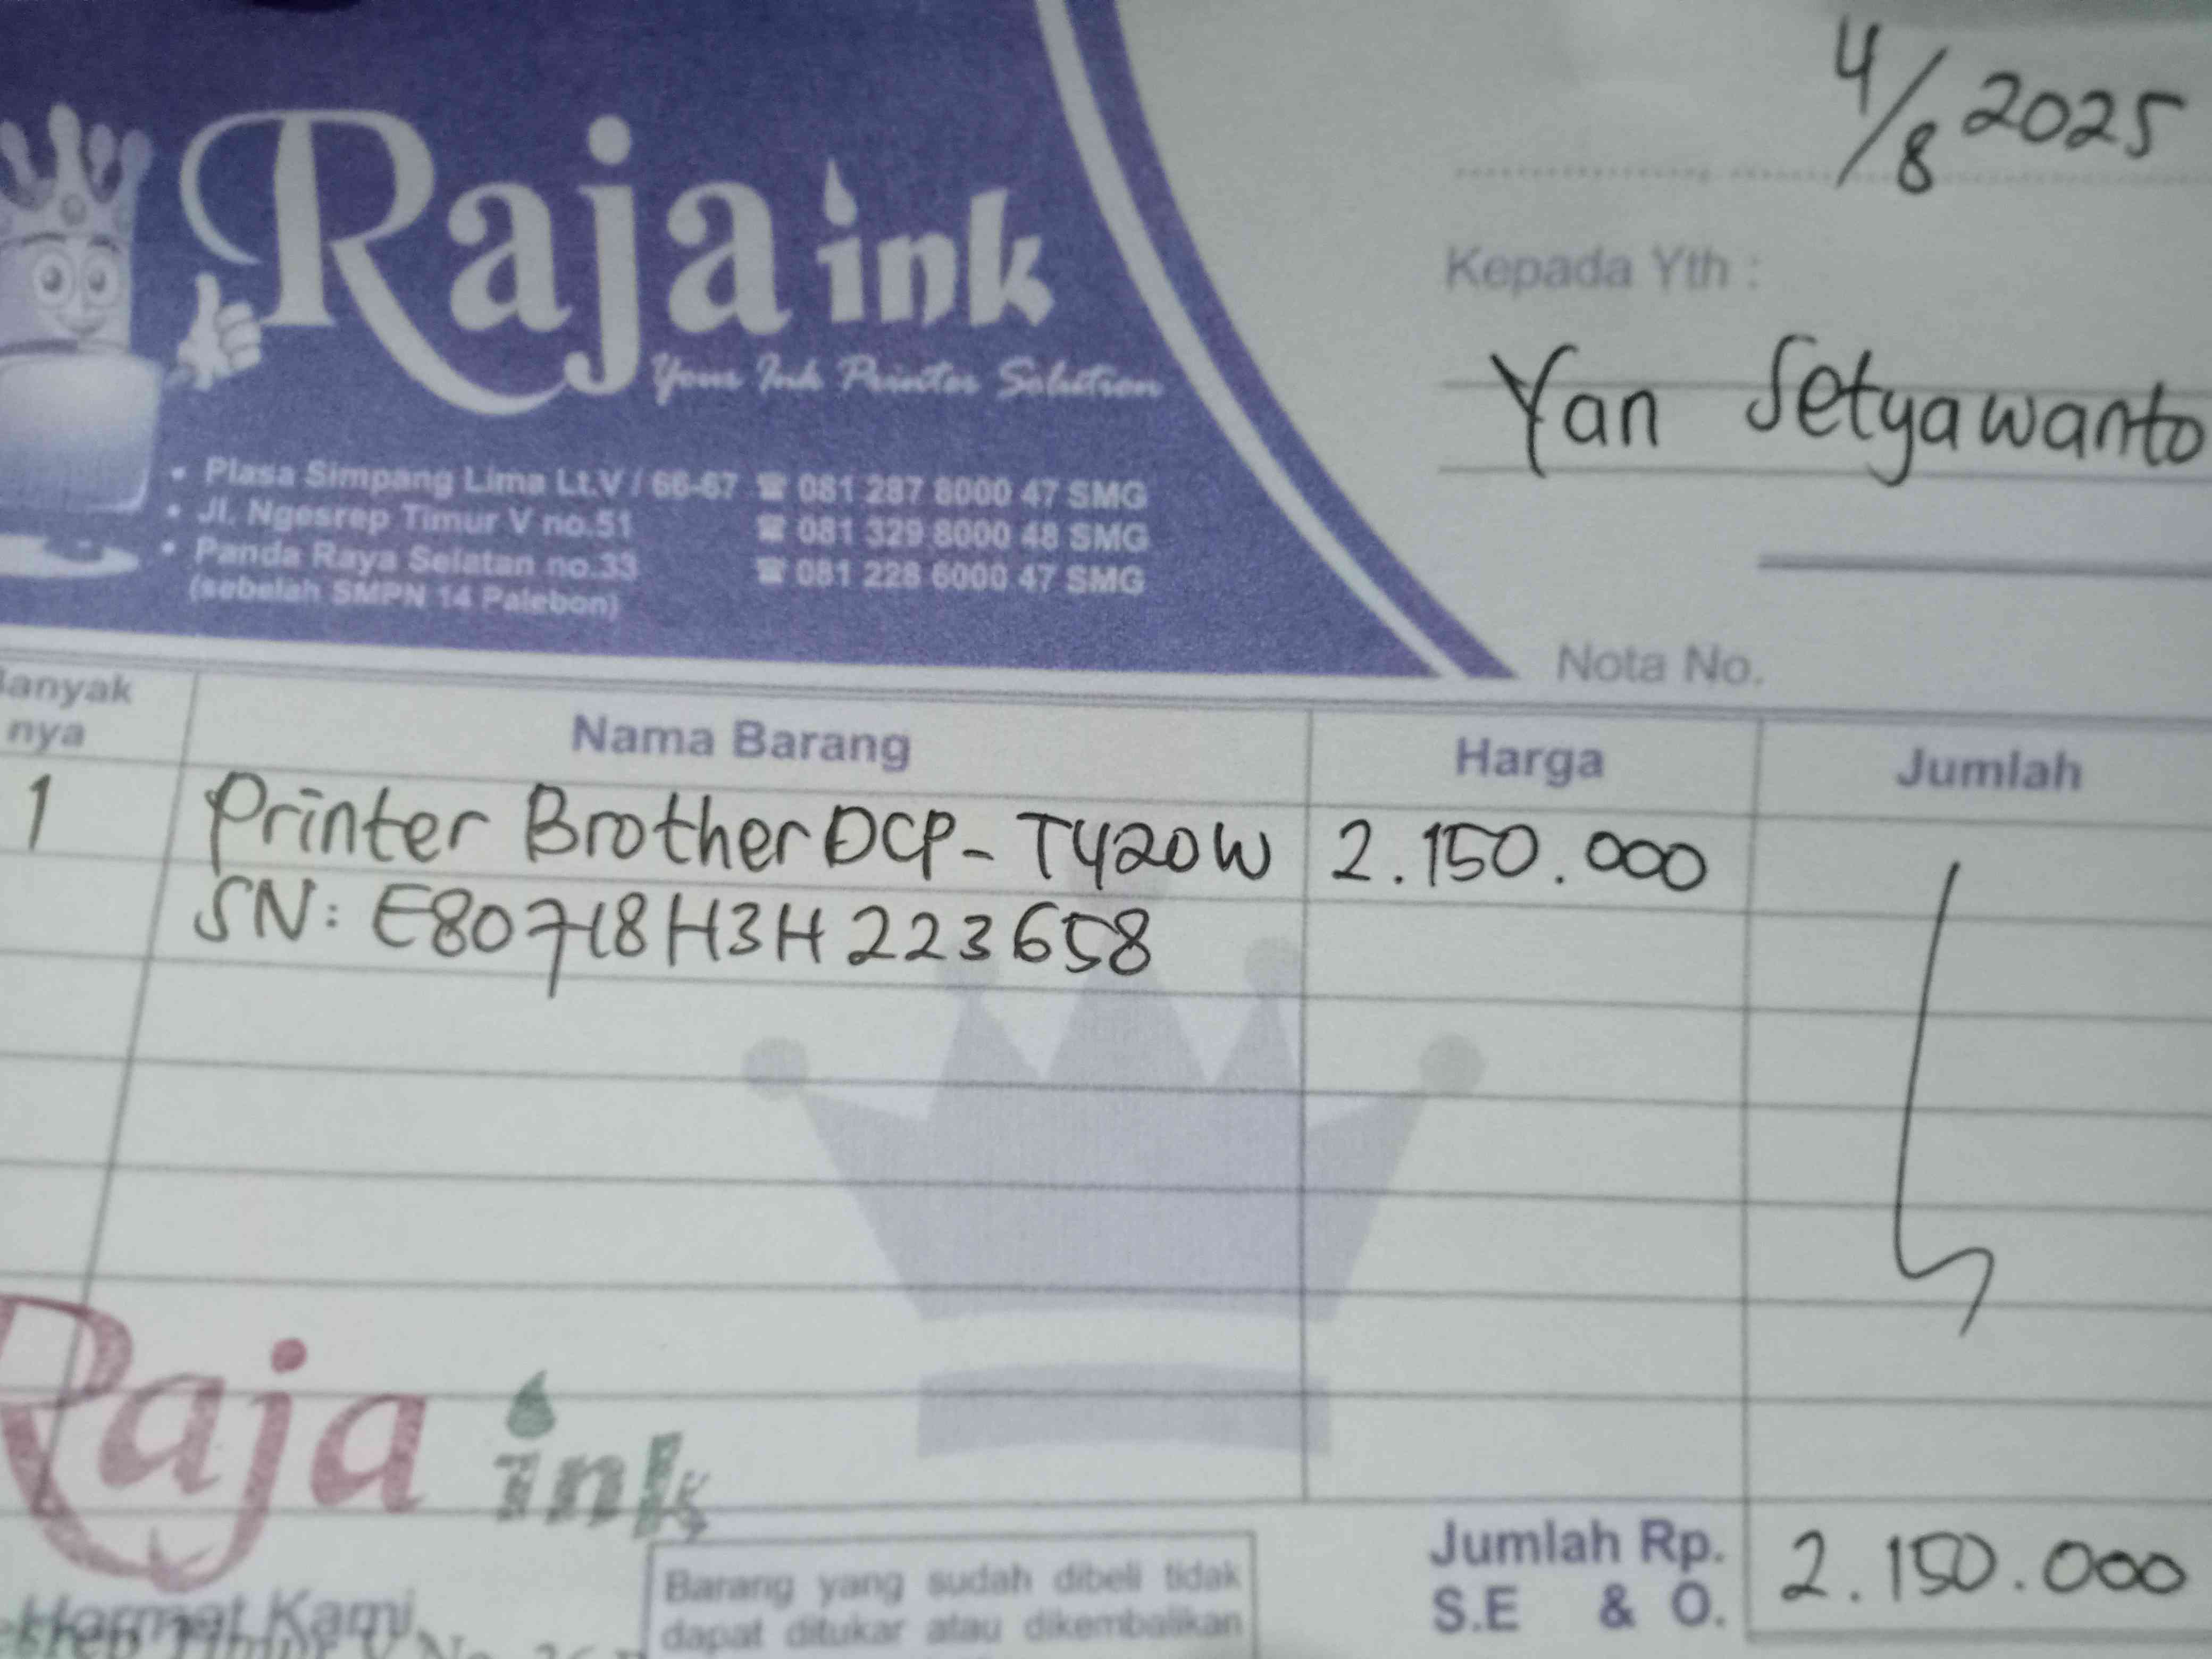 4/8 2025
Raja ink
Your Ink Printer Solution
Kepada Yth :
Yan Setyawanto
• Plasa Simpang Lima Lt.V / 66-67 ☎ 081 287 8000 47 SMG
• Jl. Ngesrep Timur V no.51 ☎ 081 329 8000 48 SMG
• Panda Raya Selatan no.33 ☎ 081 228 6000 47 SMG
(sebelah SMPN 14 Palebon)
Nota No.
Banyak nya Nama Barang Harga Jumlah
1 Printer Brother DCP-T420W 2.150.000
SN: E80718H3H223658
Raja ink
Jumlah Rp. 2.150.000
S.E & O.
Hormat Kami
Barang yang sudah dibeli tidak
dapat ditukar atau dikembalikan